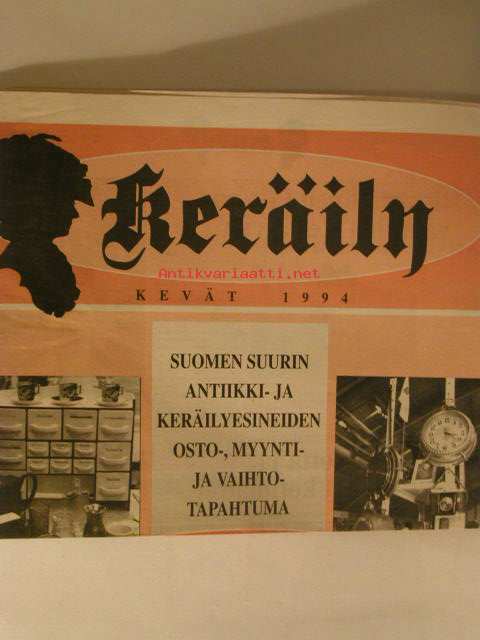 Keräily
Antikvariaatti.net
KEVÄT 1994
SUOMEN SUURIN
ANTIIKKI- JA
KERÄILYESINEIDEN
OSTO-, MYYNTI-
JA VAIHTO-
TAPAHTUMA